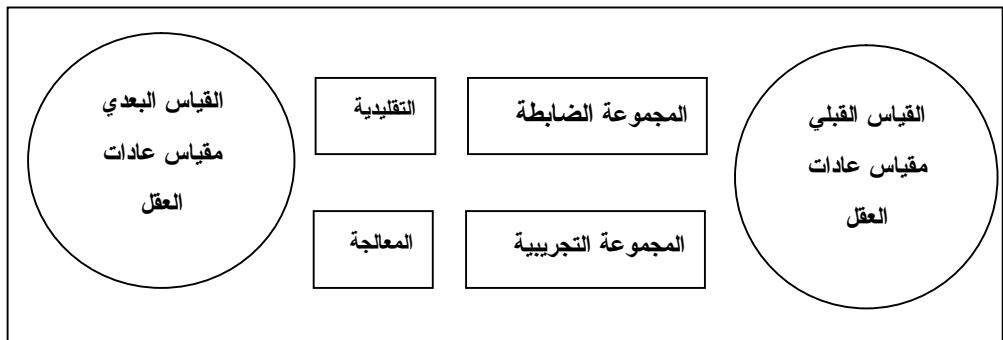 القياس القبلي
مقياس عادات
العقل
المجموعة الضابطة
التقليدية
المجموعة التجريبية
المعالجة
القياس البعدي
مقياس عادات
العقل